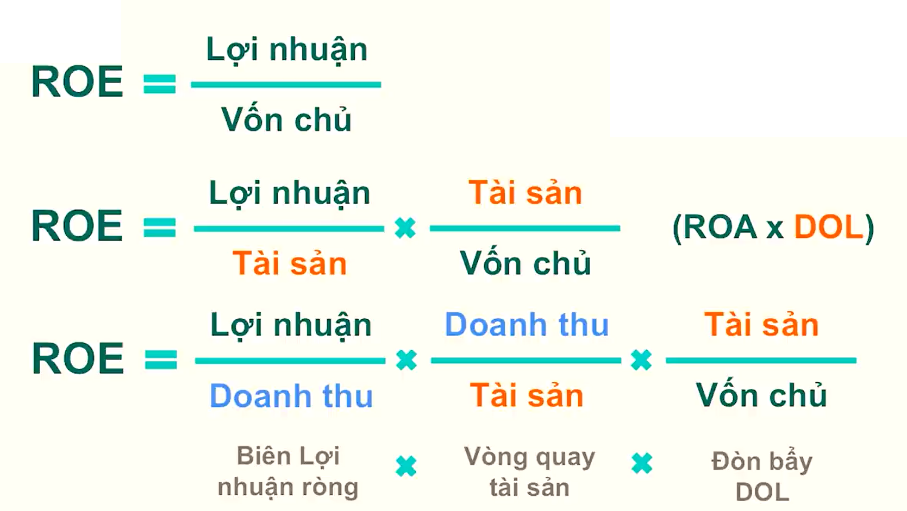 ROE = Lợi nhuận / Vốn chủ
ROE = Lợi nhuận / Tài sản × Tài sản / Vốn chủ (ROA x DOL)
ROE = Lợi nhuận / Doanh thu × Doanh thu / Tài sản × Tài sản / Vốn chủ
Biên Lợi nhuận ròng × Vòng quay tài sản × Đòn bẩy DOL